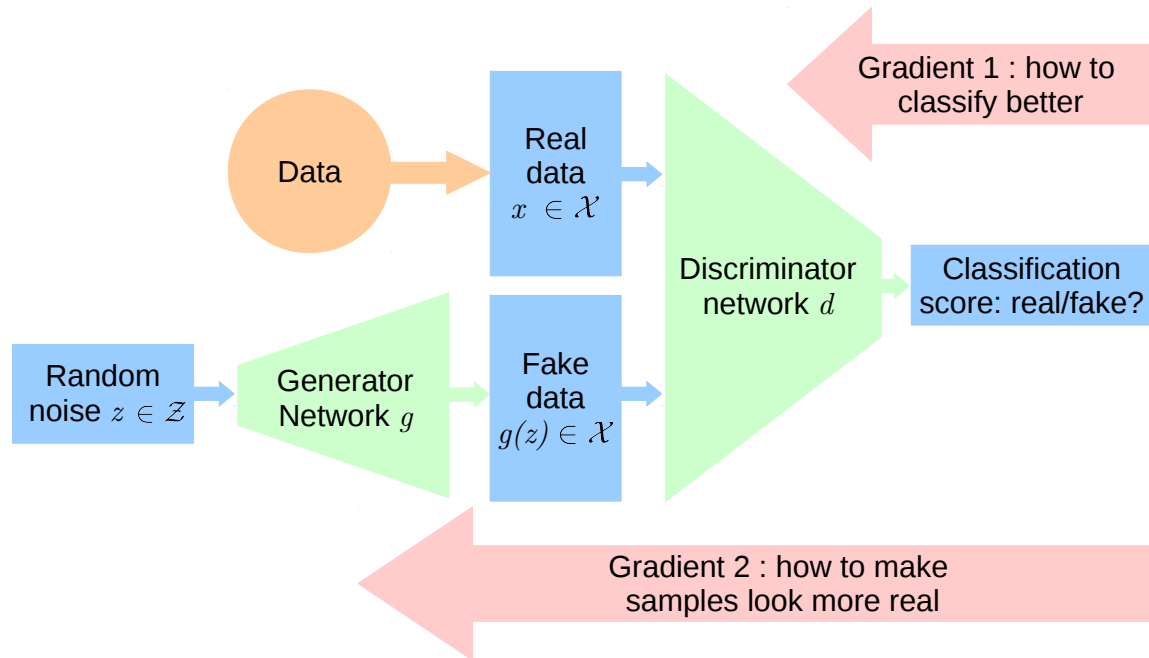 Gradient 1 : how to
classify better
Data
Real
data
x ∈ 𝒳
Discriminator
network d
Classification
score: real/fake?
Random
noise z ∈ 𝒵
Generator
Network g
Fake
data
g(z) ∈ 𝒳
Gradient 2 : how to make
samples look more real